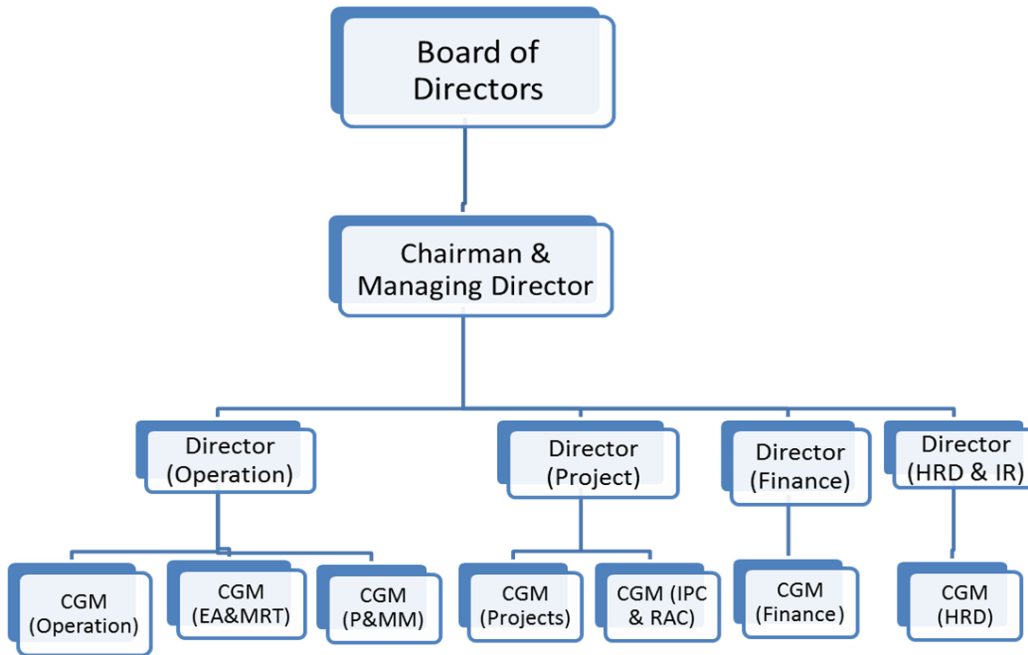 Board of
Directors
Chairman &
Managing Director
Director
(Operation)
Director
(Project)
Director
(Finance)
Director
(HRD & IR)
CGM
(Operation)
CGM
(EA&MRT)
CGM
(P&MM)
CGM
(Projects)
CGM (IPC
& RAC)
CGM
(Finance)
CGM
(HRD)